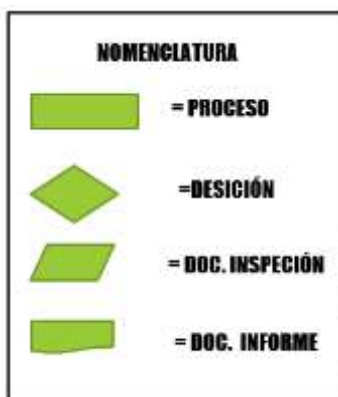 NOMENCLATURA
= PROCESO
=DESICIÓN
= DOC. INSPECIÓN
= DOC. INFORME